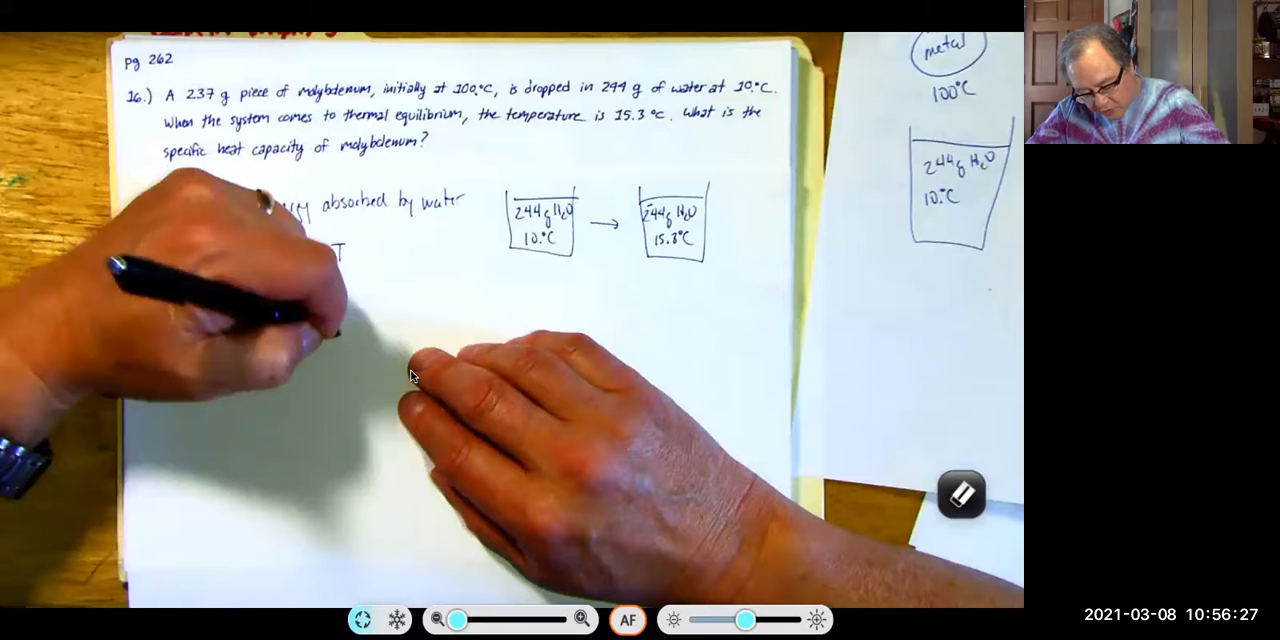 Pg 262
16.) A 237 g piece of molybdenum, initially at 100.°C, is dropped in 244 g of water at 10.°C.
When the system comes to thermal equilibrium, the temperature is 15.3 °C. What is the
specific heat capacity of molybdenum?
absorbed by water
T
244g H2O
10.°C
→
244g H2O
15.3°C
metal
100°C
244g H2O
10.°C
AF
2021-03-08 10:56:27